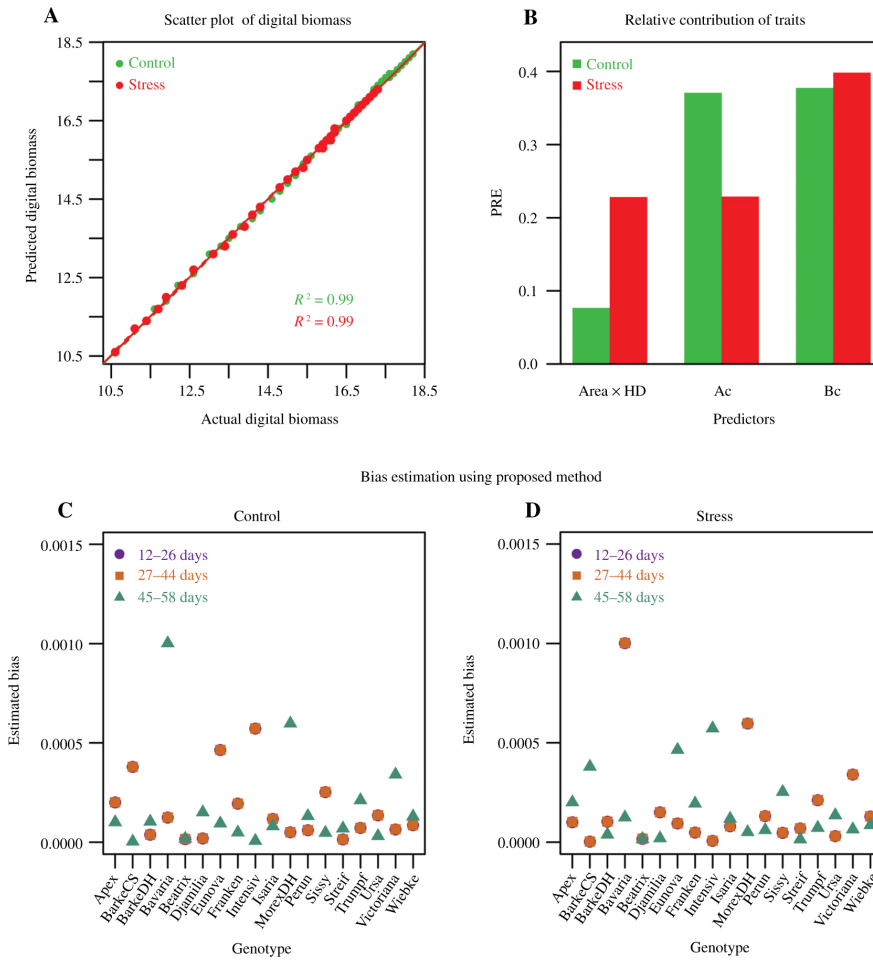 A
Scatter plot of digital biomass
18.5
16.5
14.5
12.5
10.5
Predicted digital biomass
Control
Stress
R² = 0.99
R² = 0.99
10.5 12.5 14.5 16.5 18.5
Actual digital biomass
B
Relative contribution of traits
0.4
0.3
0.2
0.1
0.0
PRE
Control
Stress
Area × HD Ac Bc
Predictors
Bias estimation using proposed method
C
Control
0.0015
0.0010
0.0005
0.0000
Estimated bias
12–26 days
27–44 days
45–58 days
Apex BarkeCS BarkeDH Bavaria Beatrix Djamilia Eunova Franken Intensiv Isaria MorexDH Perun Sissy Streif Trumpf Ursa Victoriana Wiebke
Genotype
D
Stress
0.0015
0.0010
0.0005
0.0000
Estimated bias
12–26 days
27–44 days
45–58 days
Apex BarkeCS BarkeDH Bavaria Beatrix Djamilia Eunova Franken Intensiv Isaria MorexDH Perun Sissy Streif Trumpf Ursa Victoriana Wiebke
Genotype